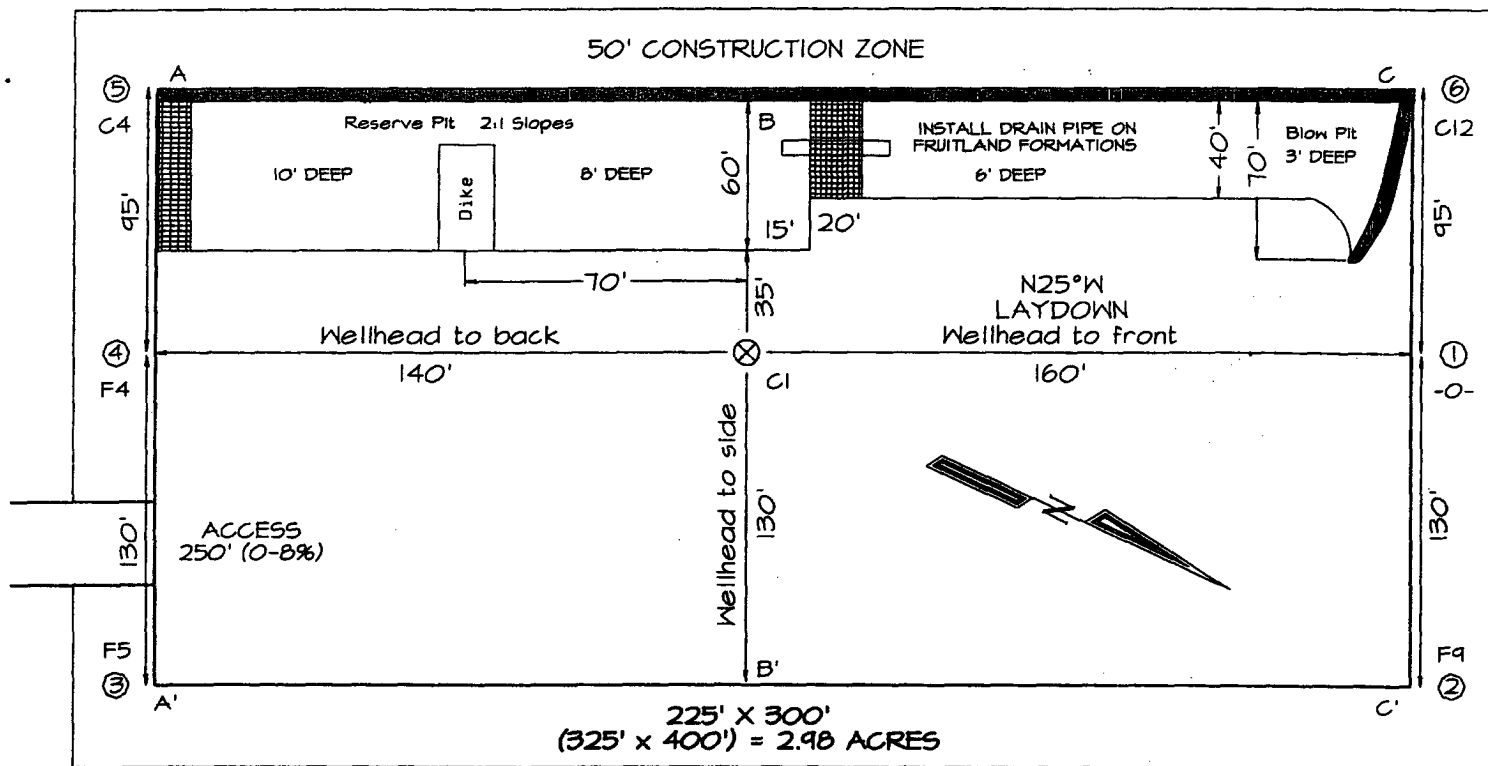 50' CONSTRUCTION ZONE
A
C
5
6
C4
C12
Reserve Pit 2:1 Slopes
B
INSTALL DRAIN PIPE ON
FRUITLAND FORMATIONS
Blow Pit
3' DEEP
10' DEEP
Dike
8' DEEP
60'
6' DEEP
40'
70'
95'
95'
15'
20'
70'
35'
N25°W
LAYDOWN
Wellhead to back
Wellhead to front
4
1
140'
C1
160'
F4
-0-
Wellhead to side
130'
N
130'
130'
ACCESS
250' (0-8%)
F5
F9
3
B'
2
A'
C'
225' X 300'
(325' x 400') = 2.98 ACRES